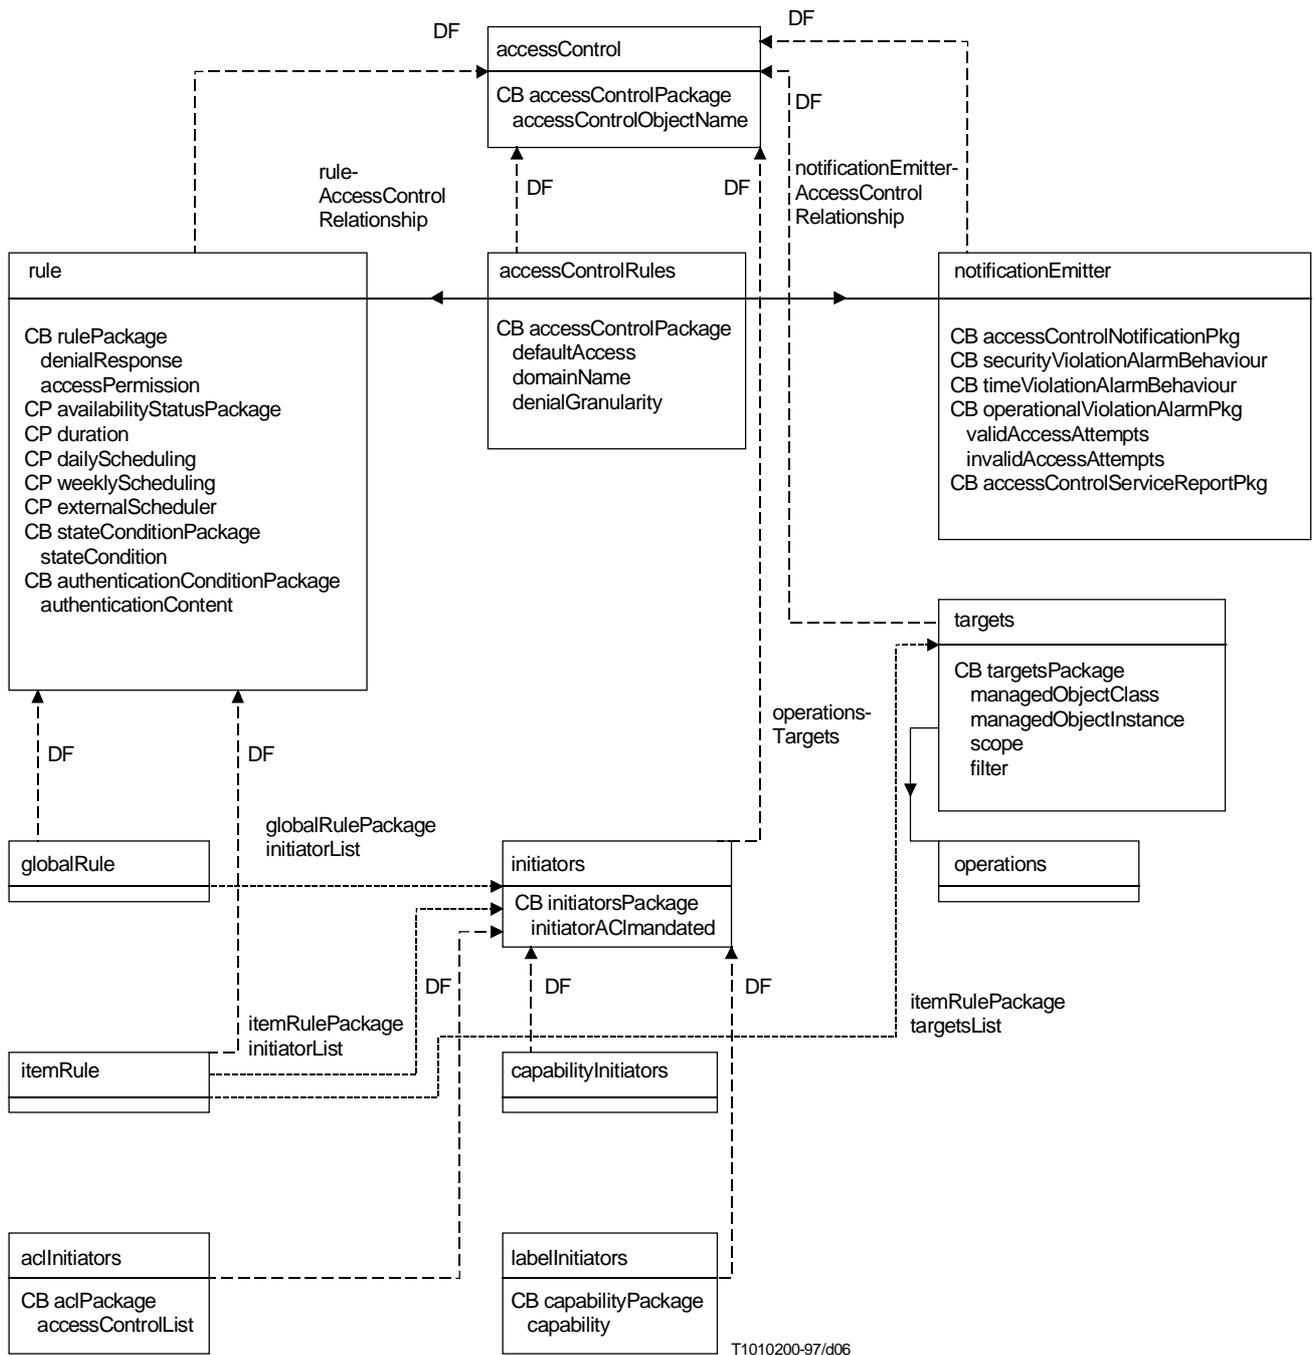 DF
DF
accessControl
CB accessControlPackage
accessControlObjectName
DF
rule-
AccessControl
Relationship
DF
DF
notificationEmitter-
AccessControl
Relationship
rule
CB rulePackage
denialResponse
accessPermission
CP availabilityStatusPackage
CP duration
CP dailyScheduling
CP weeklyScheduling
CP externalScheduler
CB stateConditionPackage
stateCondition
CB authenticationConditionPackage
authenticationContent
accessControlRules
CB accessControlPackage
defaultAccess
domainName
denialGranularity
notificationEmitter
CB accessControlNotificationPkg
CB securityViolationAlarmBehaviour
CB timeViolationAlarmBehaviour
CB operationalViolationAlarmPkg
validAccessAttempts
invalidAccessAttempts
CB accessControlServiceReportPkg
targets
CB targetsPackage
managedObjectClass
managedObjectInstance
scope
filter
operations-
Targets
DF
DF
globalRulePackage
initiatorList
globalRule
initiators
CB initiatorsPackage
initiatorACImandated
operations
DF
DF
DF
itemRulePackage
initiatorList
itemRulePackage
targetsList
itemRule
capabilityInitiators
aclInitiators
CB aclPackage
accessControlList
labelInitiators
CB capabilityPackage
capability
T1010200-97/d06